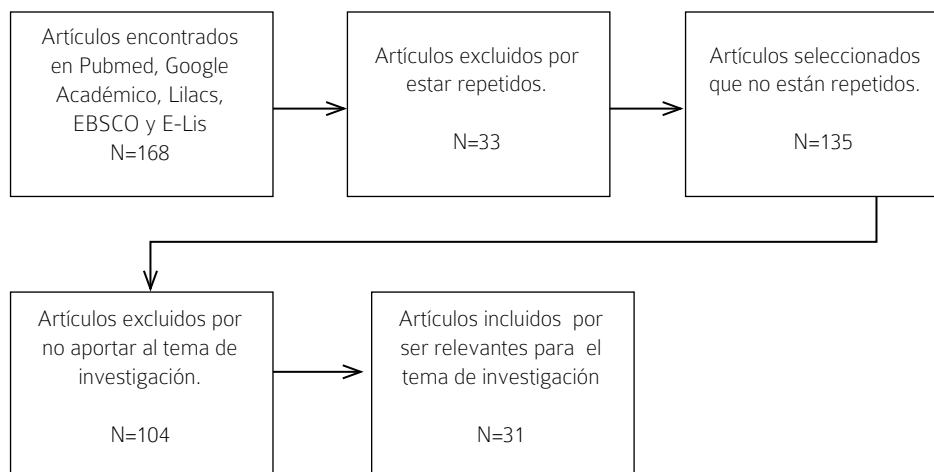 Artículos encontrados
en Pubmed, Google
Académico, Lilacs,
EBSCO y E-Lis
N=168
Artículos excluidos por
estar repetidos.
N=33
Artículos seleccionados
que no están repetidos.
N=135
Artículos excluidos por
no aportar al tema de
investigación.
N=104
Artículos incluidos por
ser relevantes para el
tema de investigación
N=31